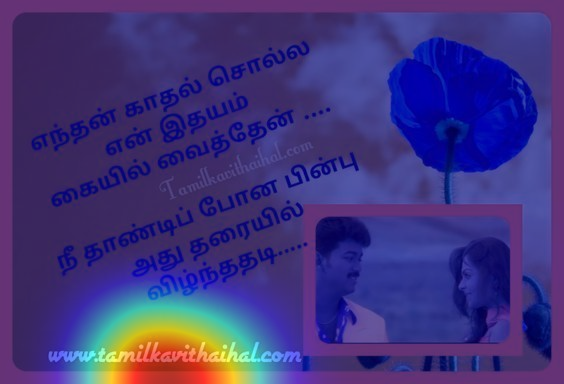 எந்தன் காதல் சொல்ல
என் இதயம்
கையில் வைத்தேன் ....
Tamilkavithaihal.com
நீ தாண்டிப் போன பின்பு
அது தரையில்
விழ்ந்ததடி.....
www.tamilkavithaihal.com